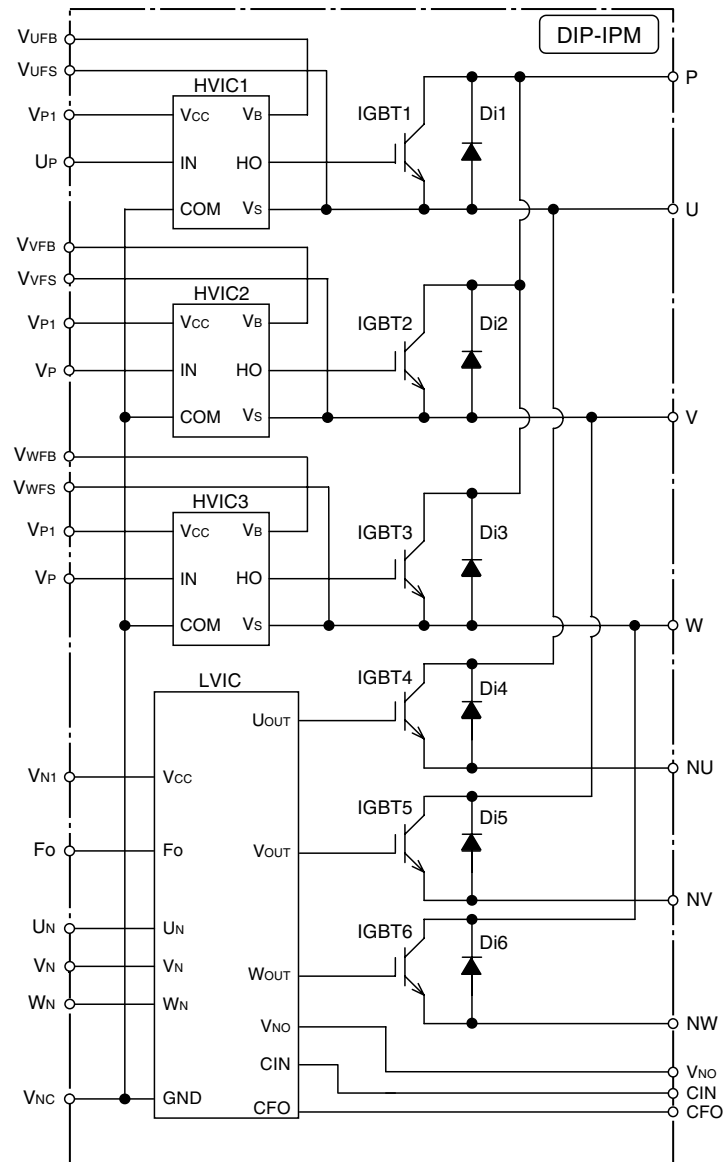 DIP-IPM
VUFB
VUFS
HVIC1
P
VP1
VCC
VB
IGBT1
Di1
UP
IN
HO
COM
VS
U
VVFB
VVFS
HVIC2
VP1
VCC
VB
IGBT2
Di2
VP
IN
HO
COM
VS
V
VWFB
VWFS
HVIC3
VP1
VCC
VB
IGBT3
Di3
VP
IN
HO
COM
VS
W
LVIC
IGBT4
Di4
UOUT
NU
VN1
VCC
IGBT5
Di5
Fo
Fo
VOUT
NV
UN
UN
IGBT6
Di6
VN
VN
WOUT
WN
WN
NW
VNO
CIN
VNO
VNC
GND
CIN
CFO
CFO